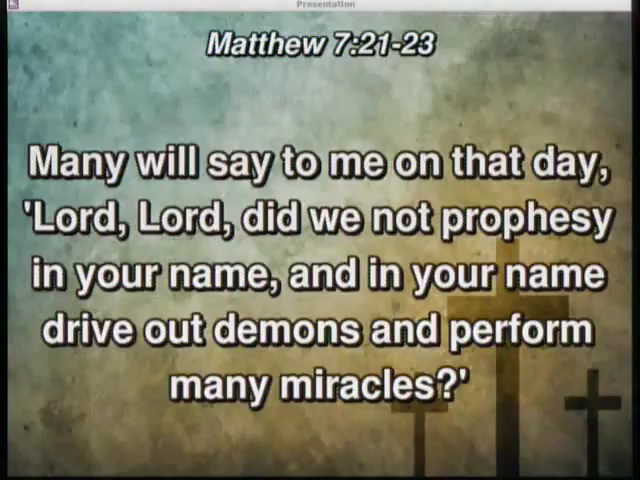 Presentation
Matthew 7:21-23
Many will say to me on that day,
'Lord, Lord, did we not prophesy
in your name, and in your name
drive out demons and perform
many miracles?'